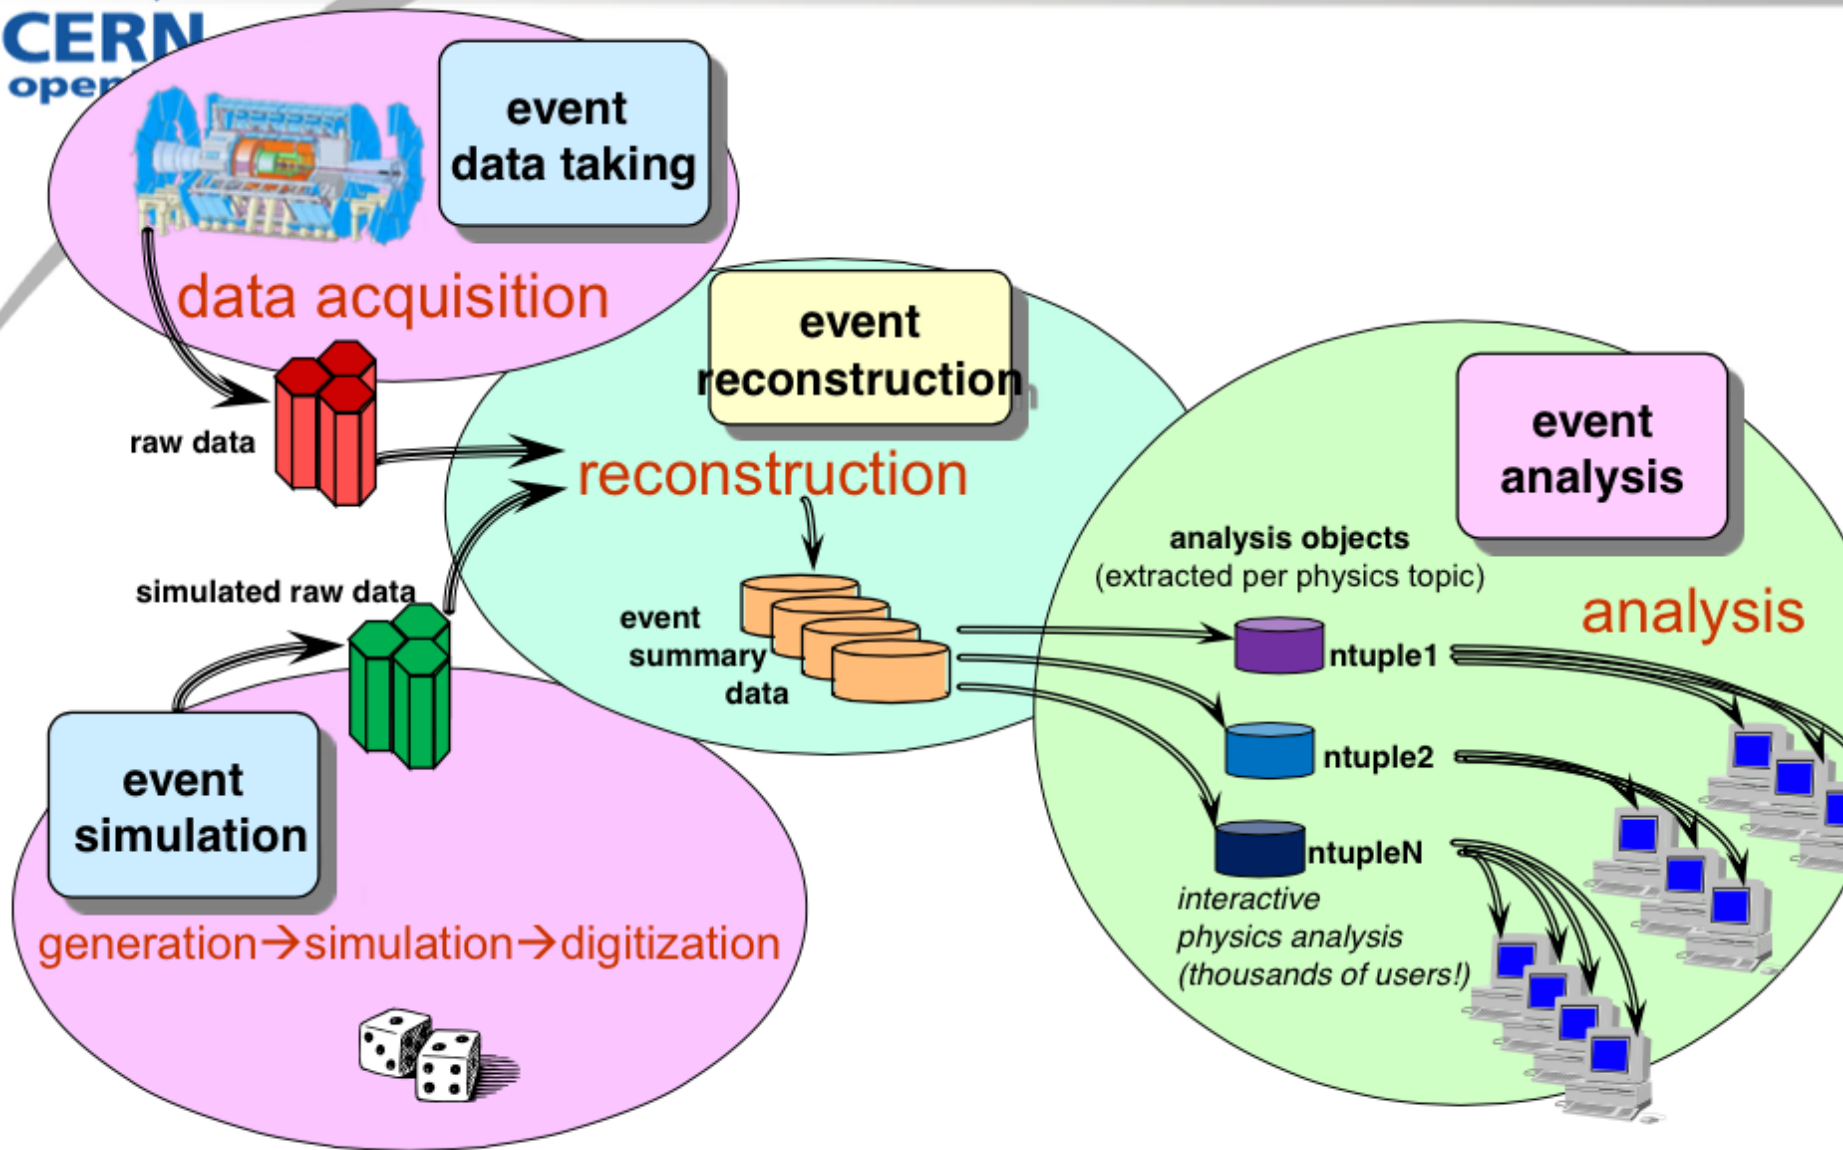 CERN
event
data taking
data acquisition
raw data
event
reconstruction
reconstruction
simulated raw data
event
summary
data
event
simulation
generation→simulation→digitization
event
analysis
analysis objects
(extracted per physics topic)
analysis
ntuple1
ntuple2
ntupleN
interactive
physics analysis
(thousands of users!)